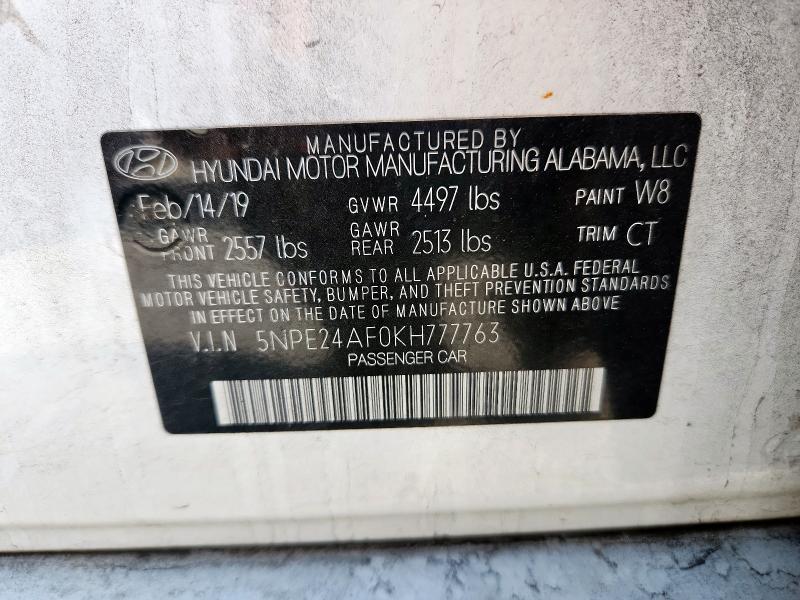 MANUFACTURED BY
HYUNDAI MOTOR MANUFACTURING ALABAMA, LLC
Feb/14/19 GVWR 4497 lbs PAINT W8
GAWR FRONT 2557 lbs GAWR REAR 2513 lbs TRIM CT
THIS VEHICLE CONFORMS TO ALL APPLICABLE U.S.A. FEDERAL
MOTOR VEHICLE SAFETY, BUMPER, AND THEFT PREVENTION STANDARDS
IN EFFECT ON THE DATE OF MANUFACTURE SHOWN ABOVE
V.I.N 5NPE24AF0KH777763
PASSENGER CAR